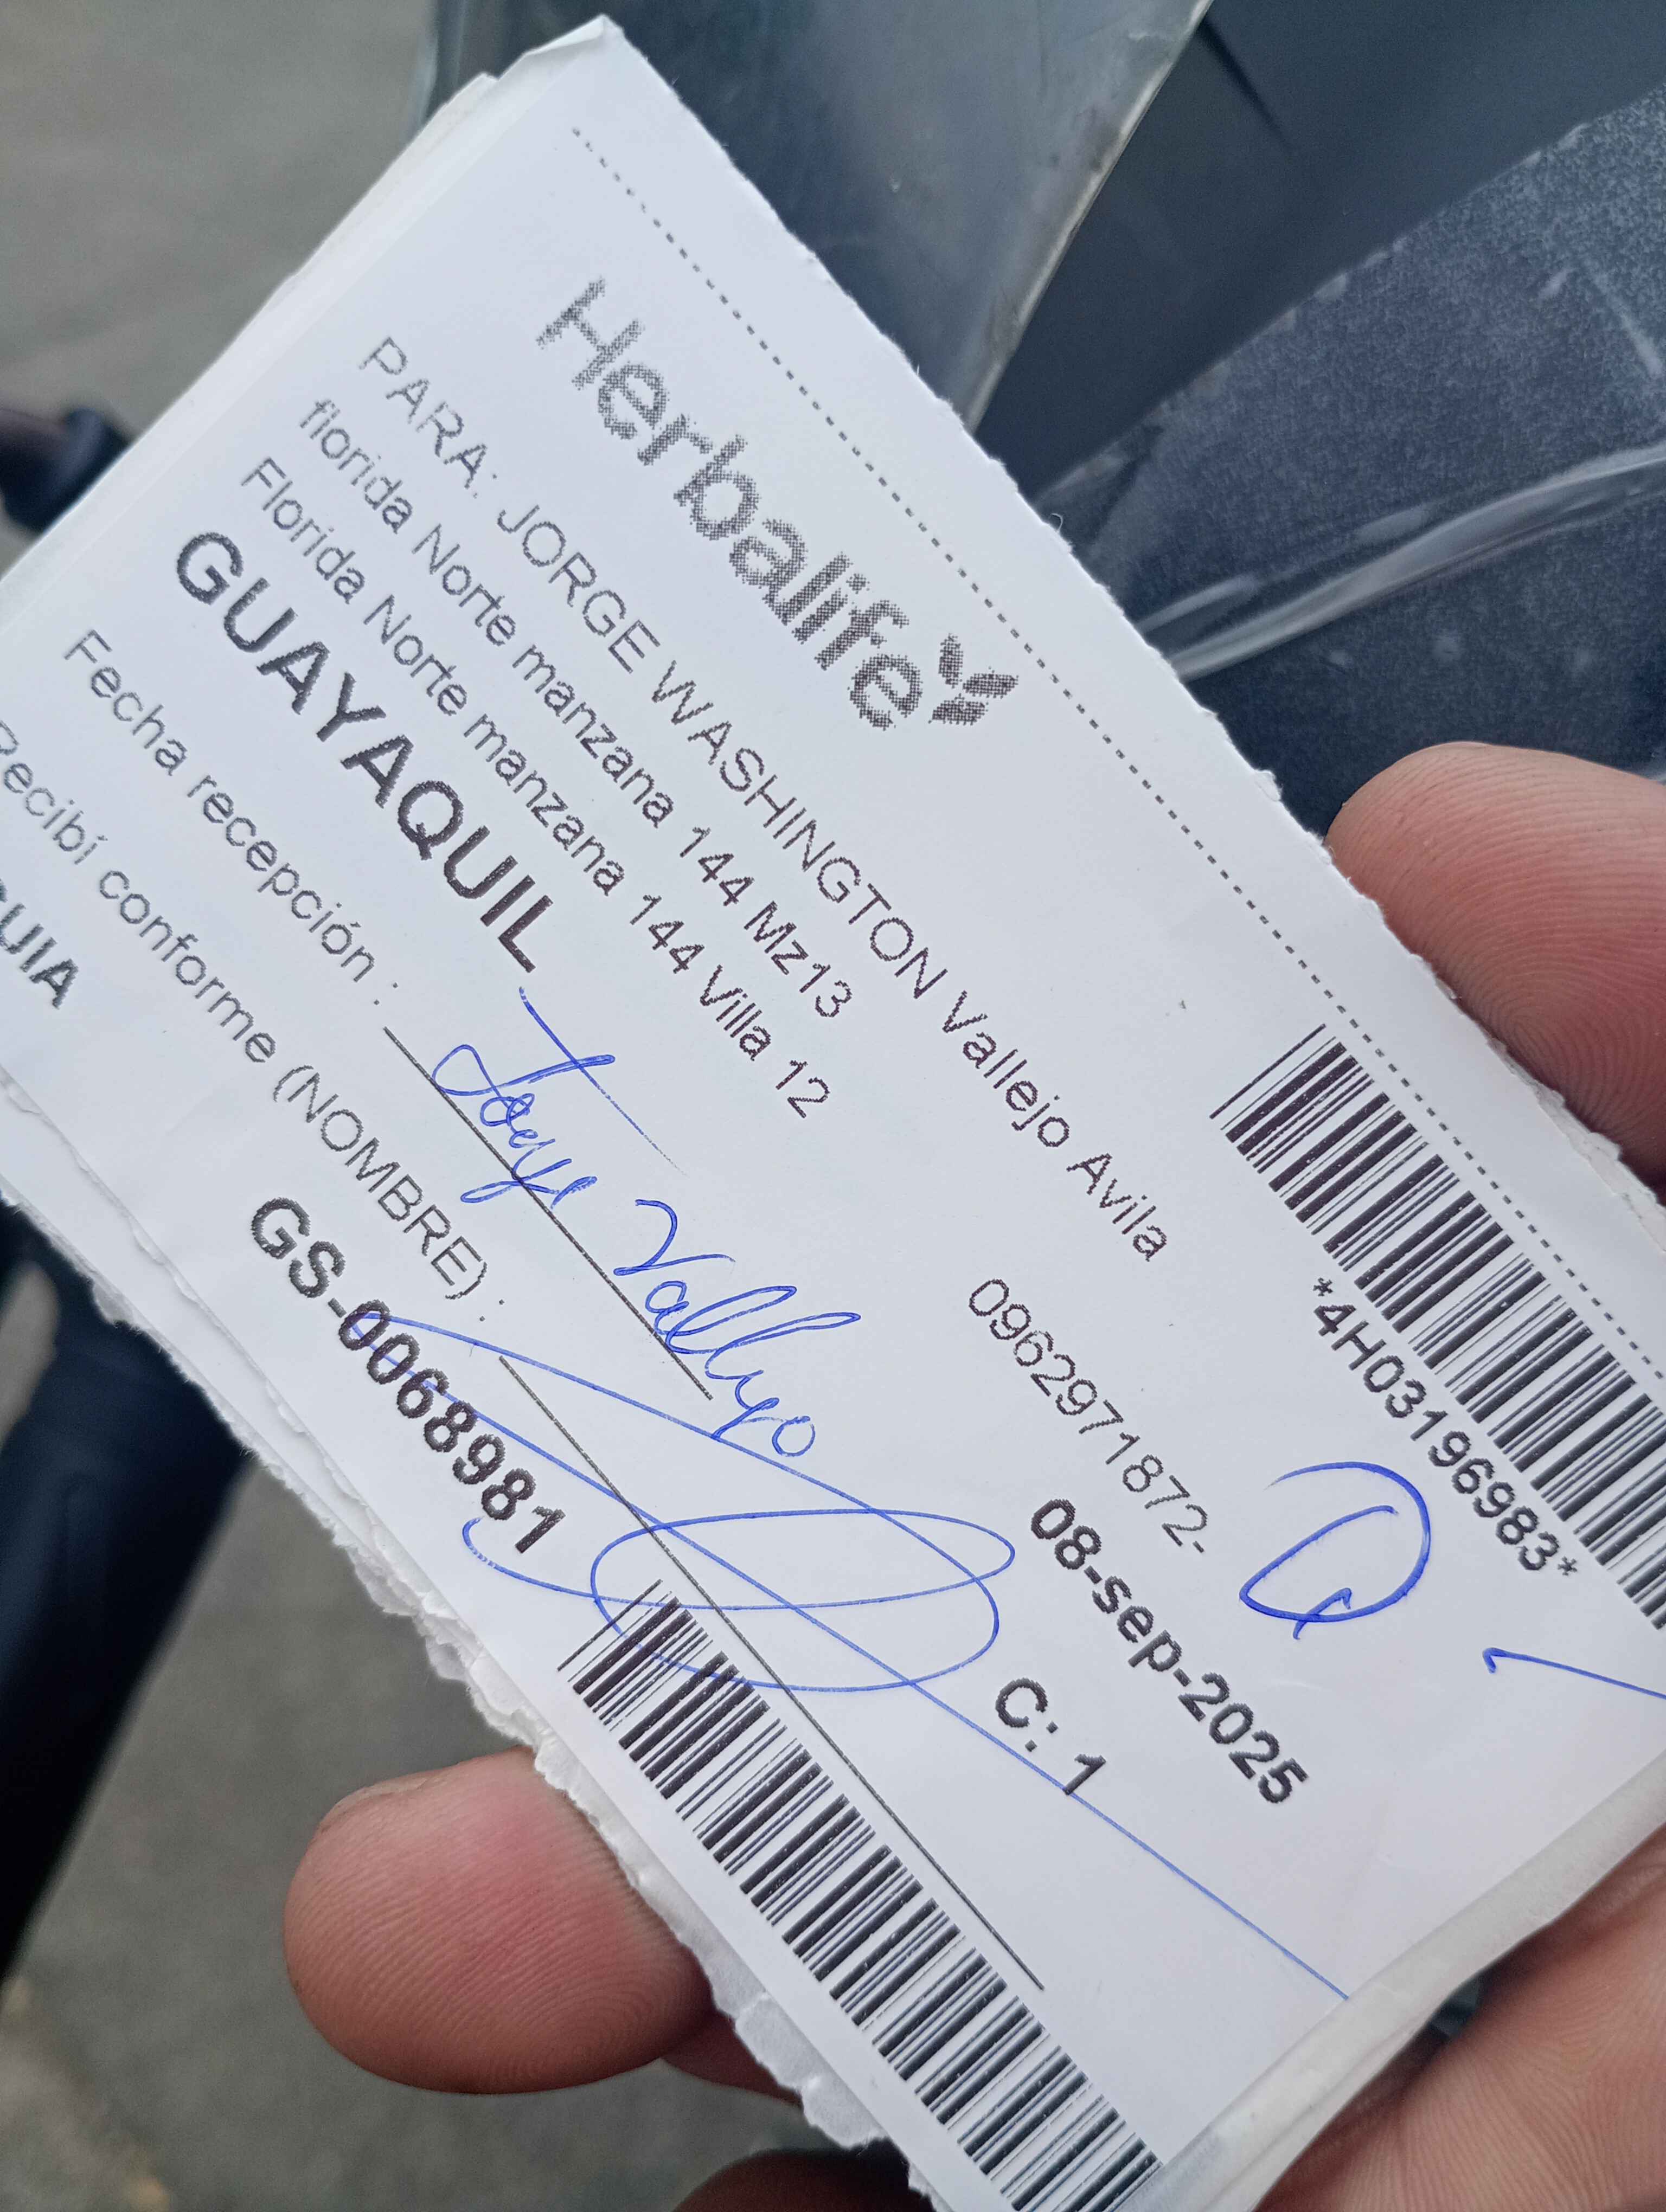 Herbalife
*4H03196983*
PARA: JORGE WASHINGTON Vallejo Avila
florida Norte manzana 144 Mz13
0962971872-
Florida Norte manzana 144 Villa 12
GUAYAQUIL
08-sep-2025
Fecha recepción :
Jorge Vallejo
C: 1
Recibí conforme (NOMBRE) :
GUIA
GS-0068981